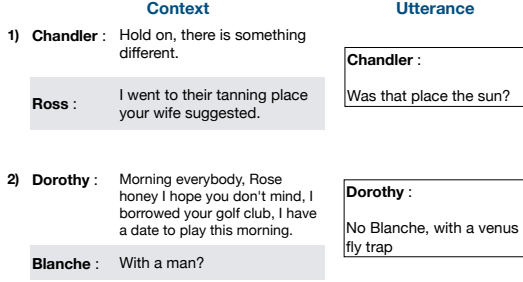 Context
Utterance
1) Chandler : Hold on, there is something
different.
Ross : I went to their tanning place
your wife suggested.
Chandler :
Was that place the sun?
2) Dorothy : Morning everybody, Rose
honey I hope you don't mind, I
borrowed your golf club, I have
a date to play this morning.
Blanche : With a man?
Dorothy :
No Blanche, with a venus
fly trap